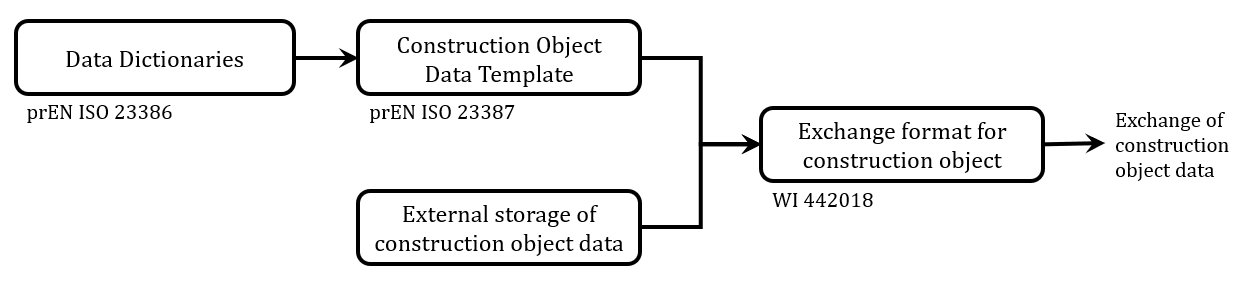 Data Dictionaries
prEN ISO 23386
Construction Object
Data Template
prEN ISO 23387
External storage of
construction object data
Exchange format for
construction object
WI 442018
Exchange of
construction
object data